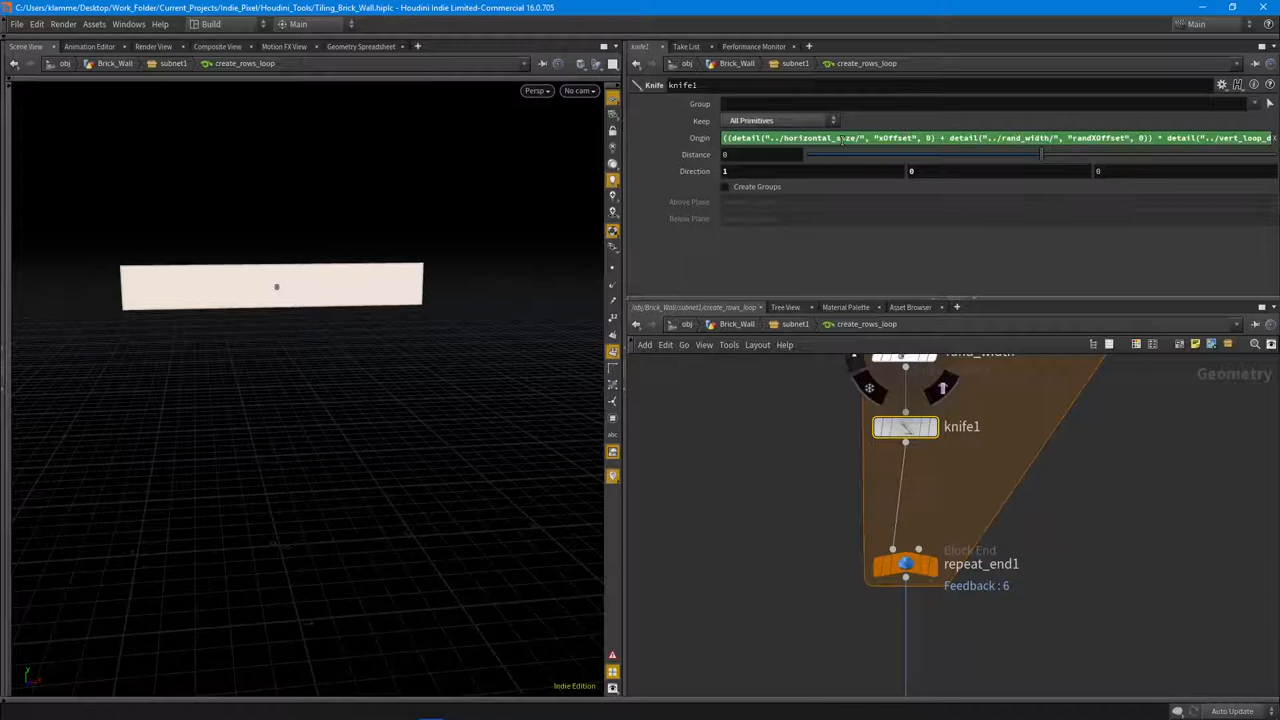 C:/Users/klamme/Desktop/Work_Folder/Current_Projects/Indie_Pixel/Houdini_Tools/Tiling_Brick_Wall.hiplc - Houdini Indie Limited-Commercial 16.0.705
File Edit Render Assets Windows Help Build Main Main
Scene View Animation Editor Render View Composite View Motion FX View Geometry Spreadsheet
obj Brick_Wall subnet1 create_rows_loop
Persp No cam
0
Indie Edition
knife1 Take List Performance Monitor
obj Brick_Wall subnet1 create_rows_loop
Knife knife1
Group
Keep All Primitives
Origin ((detail("../horizontal_size/", "xOffset", 0) + detail("../rand_width/", "randXOffset", 0)) * detail("../vert_loop_d
Distance 0
Direction 1 0 0
Create Groups
Above Plane
Below Plane
/obj/Brick_Wall/subnet1/create_rows_loop Tree View Material Palette Asset Browser
obj Brick_Wall subnet1 create_rows_loop
Add Edit Go View Tools Layout Help
Geometry
rand_width
knife1
Block End
repeat_end1
Feedback : 6
Auto Update